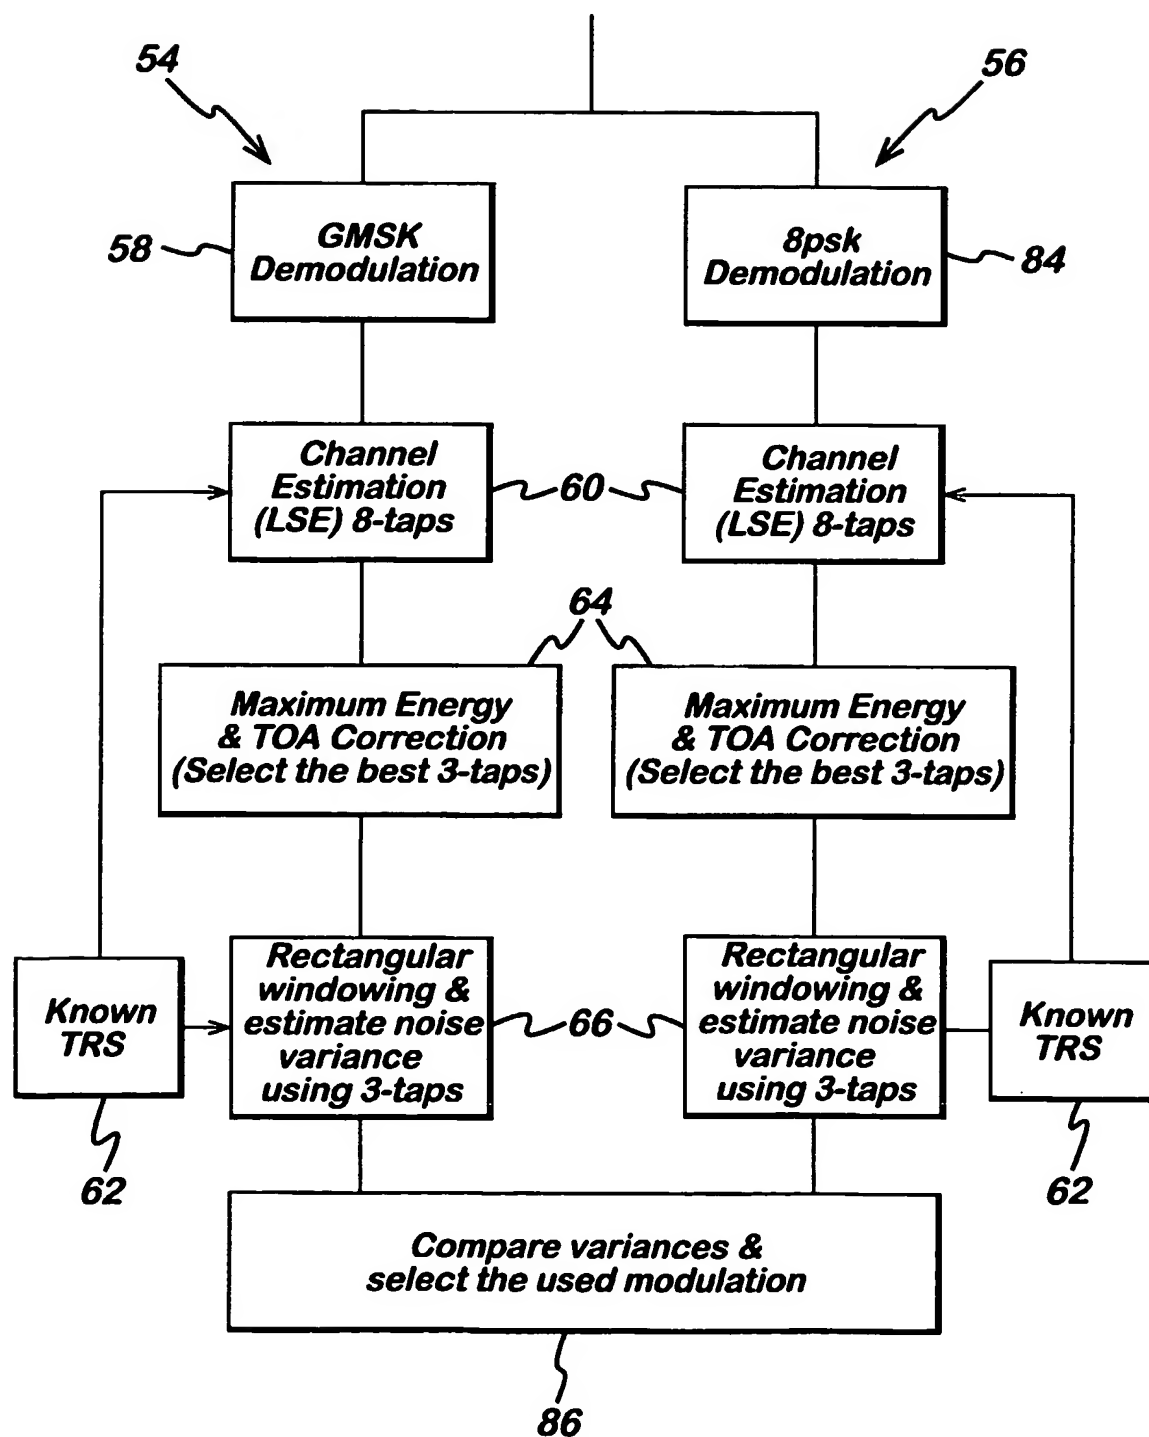 54
56
GMSK
Demodulation
58
8psk
Demodulation
84
Channel
Estimation
(LSE) 8-taps
60
Channel
Estimation
(LSE) 8-taps
64
Maximum Energy
& TOA Correction
(Select the best 3-taps)
Maximum Energy
& TOA Correction
(Select the best 3-taps)
Known
TRS
62
Rectangular
windowing &
estimate noise
variance
using 3-taps
66
Rectangular
windowing &
estimate noise
variance
using 3-taps
Known
TRS
62
Compare variances &
select the used modulation
86